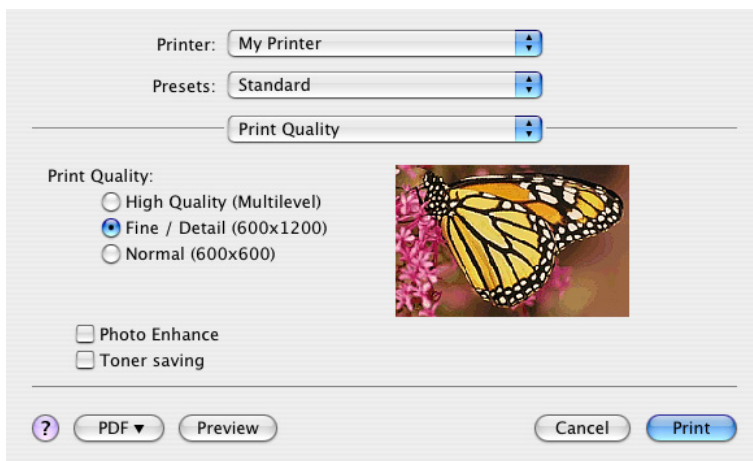 Printer: My Printer
Presets: Standard
Print Quality
Print Quality:
High Quality (Multilevel)
Fine / Detail (600x1200)
Normal (600x600)
Photo Enhance
Toner saving
? PDF ▼ Preview Cancel Print